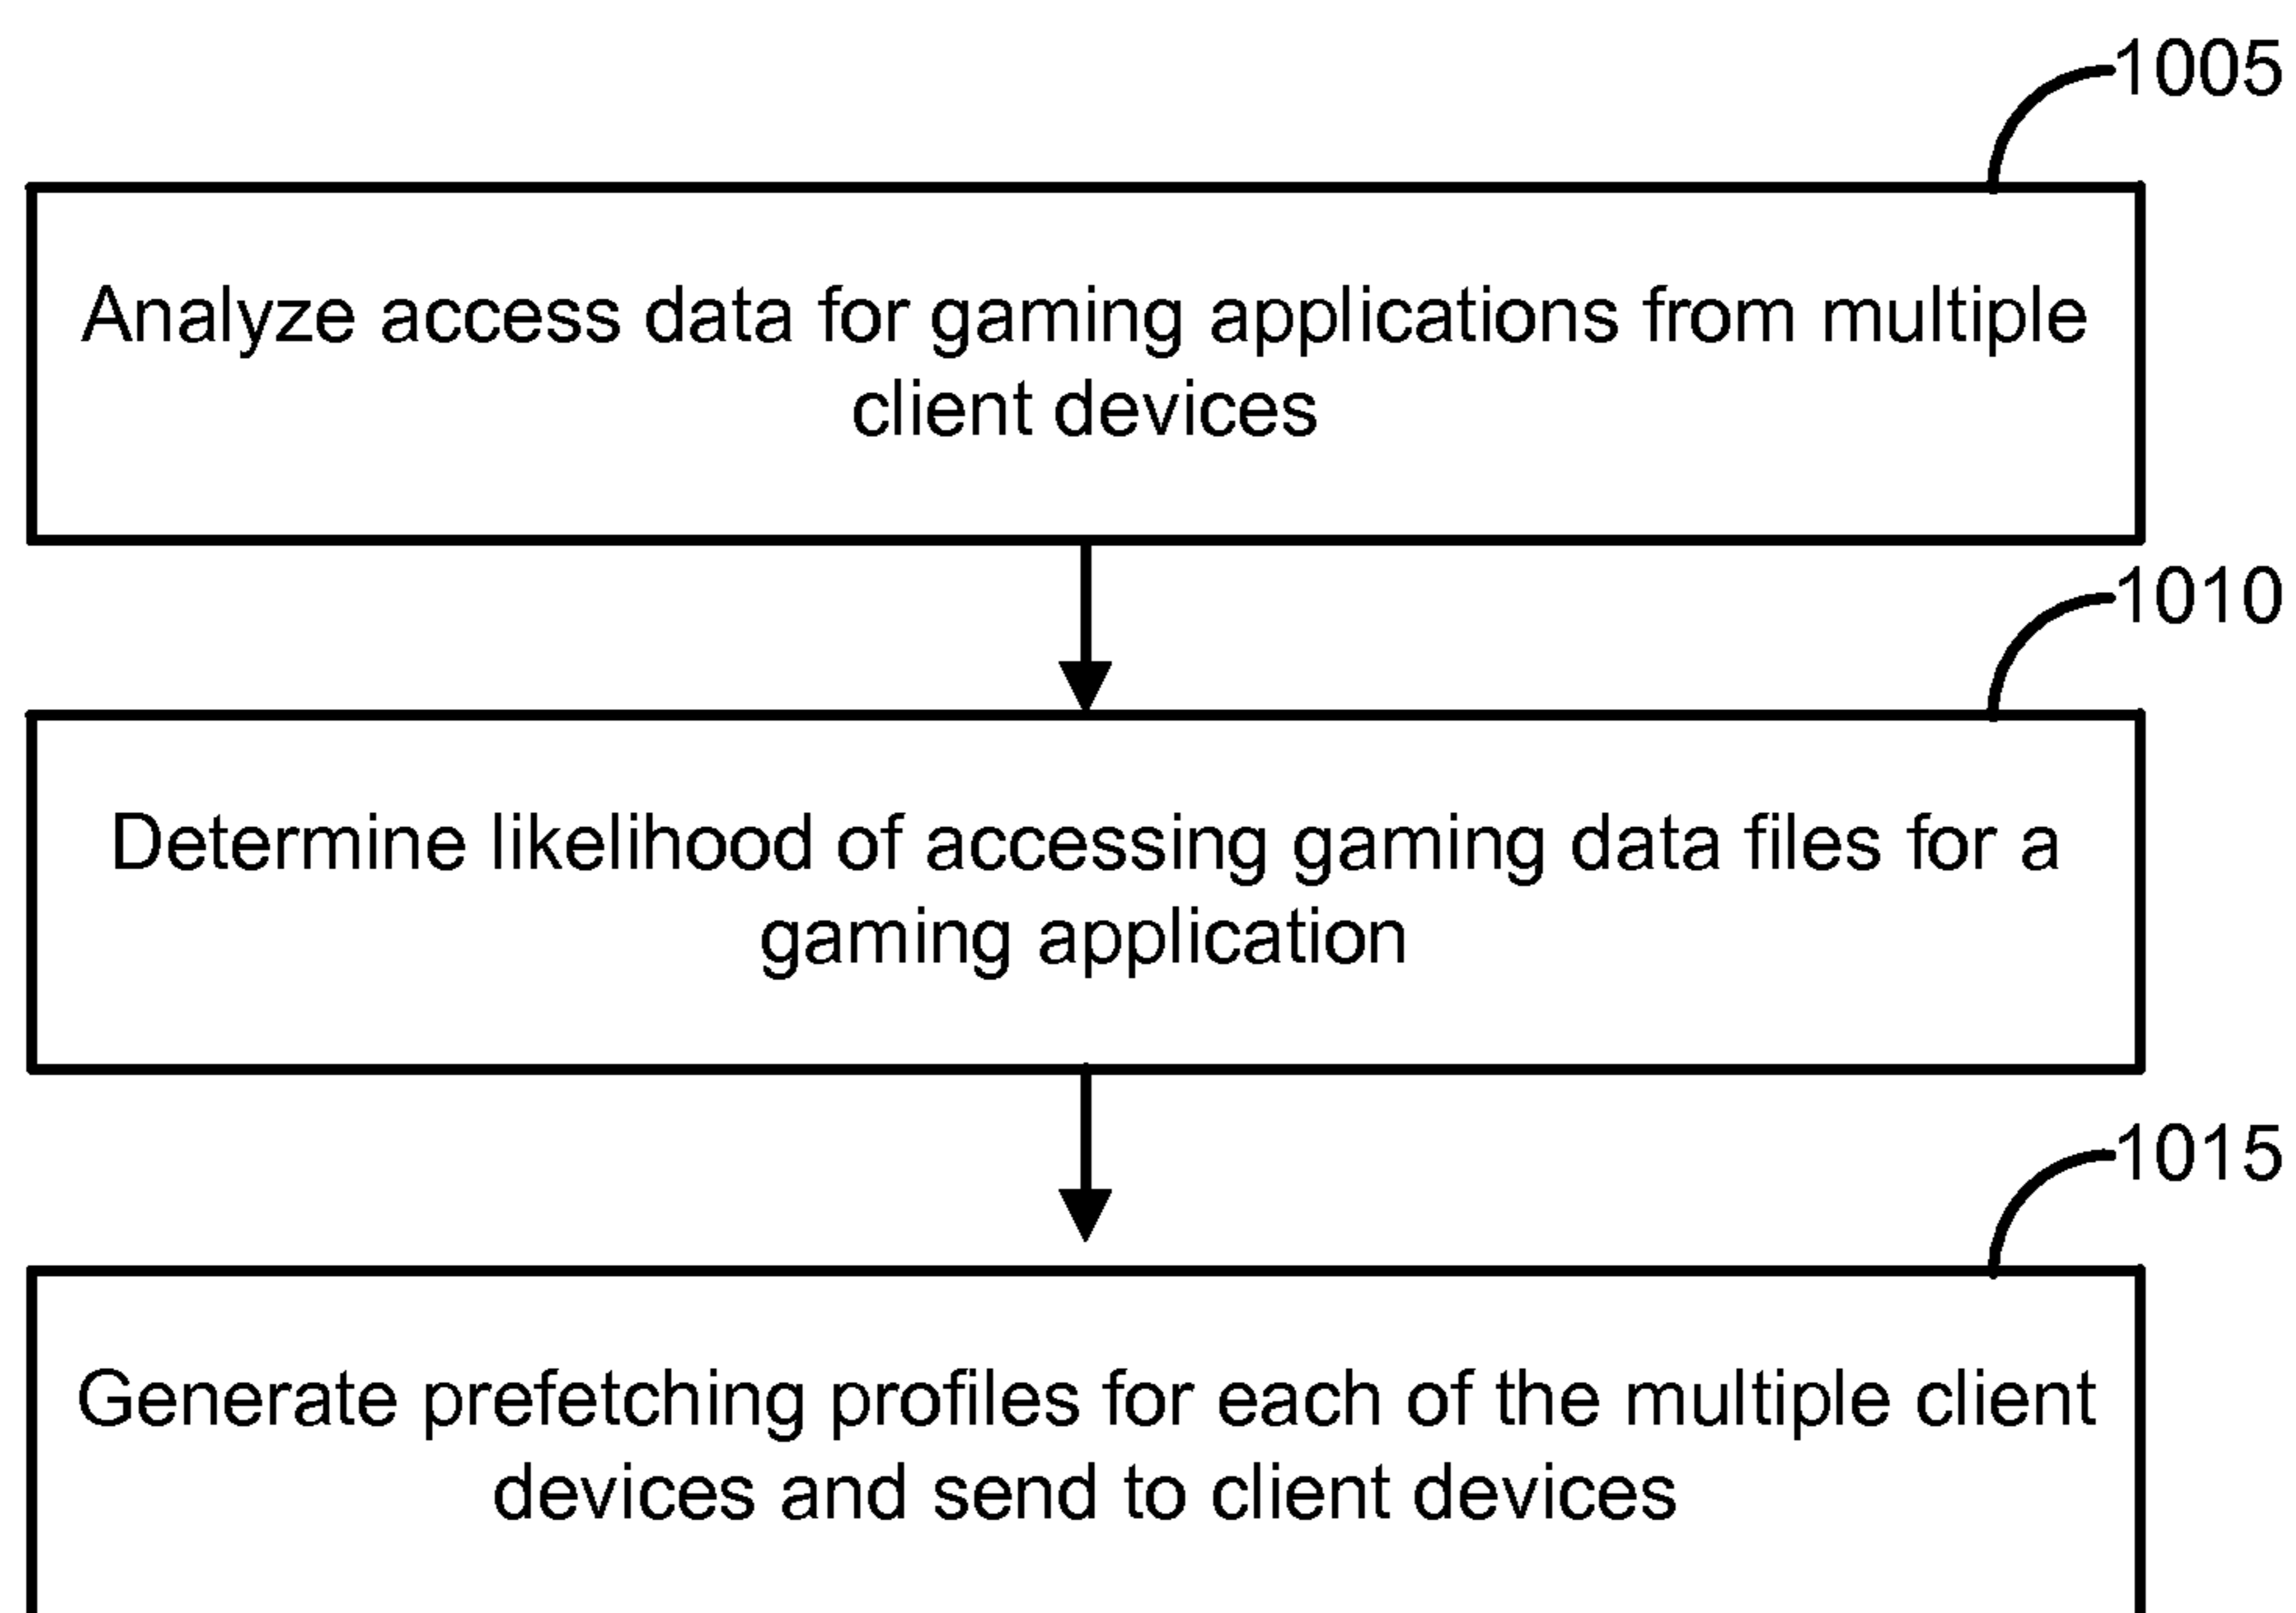 1005
Analyze access data for gaming applications from multiple
client devices
1010
Determine likelihood of accessing gaming data files for a
gaming application
1015
Generate prefetching profiles for each of the multiple client
devices and send to client devices